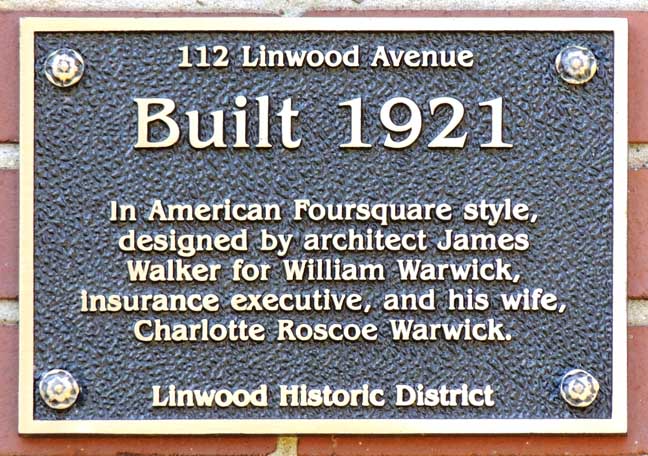 112 Linwood Avenue
Built 1921
In American Foursquare style,
designed by architect James
Walker for William Warwick,
insurance executive, and his wife,
Charlotte Roscoe Warwick.
Linwood Historic District